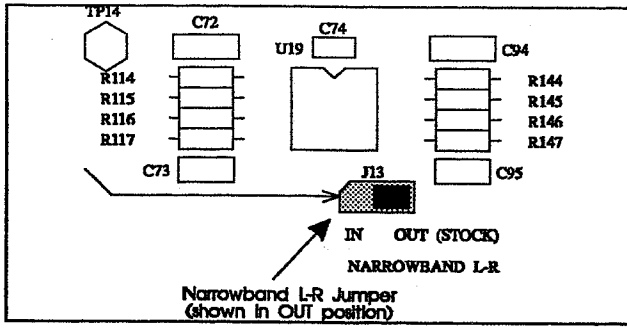 TP14
C72
C74
U19
C94
R114
R115
R116
R117
R144
R145
R146
R147
C73
J13
C95
IN OUT (STOCK)
NARROWBAND L-R
Narrowband L-R Jumper
(shown in OUT position)